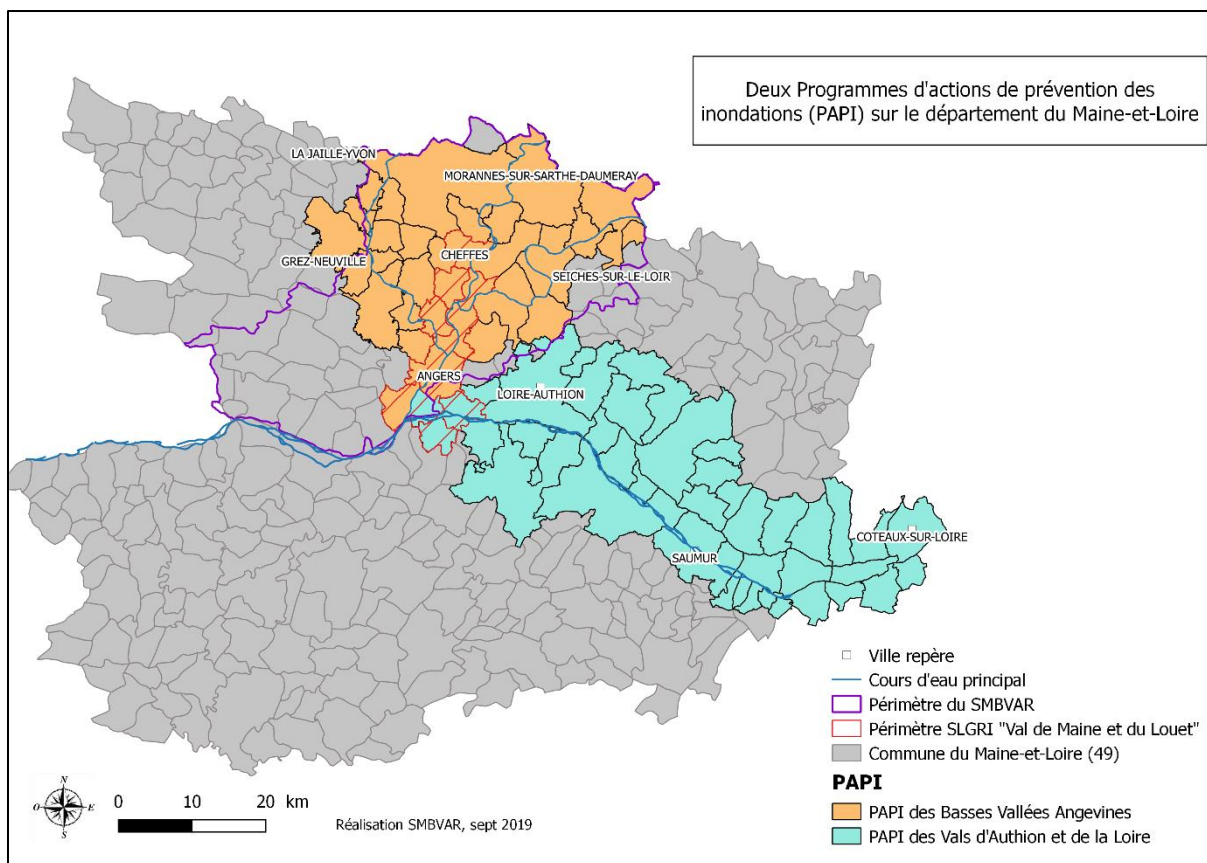 Deux Programmes d'actions de prévention des
inondations (PAPI) sur le département du Maine-et-Loire
LA JAILLE-YVON
MORANNES-SUR-SARTHE-DAUMERAY
CHEFFES
GREZ-NEUVILLE
SEICHES-SUR-LE-LOIR
ANGERS
LOIRE-AUTHION
COTEAUX-SUR-LOIRE
SAUMUR
Ville repère
Cours d'eau principal
Périmètre du SMBVAR
Périmètre SLGRI "Val de Maine et du Louet"
Commune du Maine-et-Loire (49)
PAPI
PAPI des Basses Vallées Angevines
PAPI des Vals d'Authion et de la Loire
N
O E
S
0 10 20 km
Réalisation SMBVAR, sept 2019